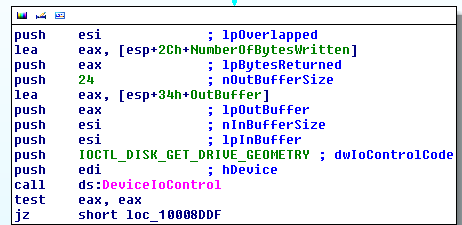 push    esi             ; lpOverlapped
lea     eax, [esp+2Ch+NumberOfBytesWritten]
push    eax             ; lpBytesReturned
push    24              ; nOutBufferSize
lea     eax, [esp+34h+OutBuffer]
push    eax             ; lpOutBuffer
push    esi             ; nInBufferSize
push    esi             ; lpInBuffer
push    IOCTL_DISK_GET_DRIVE_GEOMETRY ; dwIoControlCode
push    edi             ; hDevice
call    ds:DeviceIoControl
test    eax, eax
jz      short loc_10008DDF